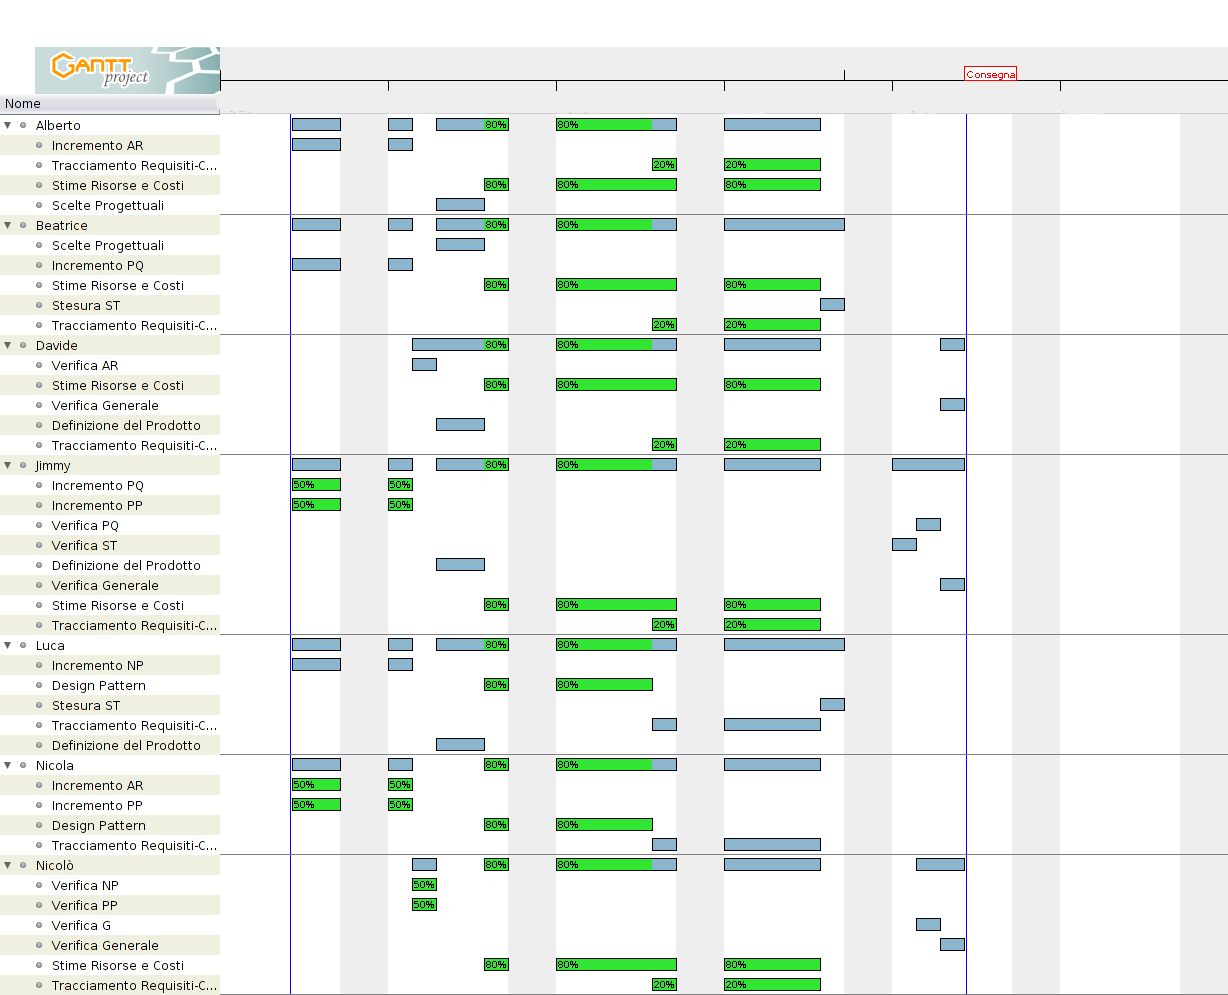 GANTT
project
Consegna
Nome
Alberto 80% 80%
Incremento AR
Tracciamento Requisiti-C... 20% 20%
Stime Risorse e Costi 80% 80% 80%
Scelte Progettuali
Beatrice 80% 80%
Scelte Progettuali
Incremento PQ
Stime Risorse e Costi 80% 80% 80%
Stesura ST
Tracciamento Requisiti-C... 20% 20%
Davide 80% 80%
Verifica AR
Stime Risorse e Costi 80% 80% 80%
Verifica Generale
Definizione del Prodotto
Tracciamento Requisiti-C... 20% 20%
Jimmy 80% 80%
Incremento PQ 50% 50%
Incremento PP 50% 50%
Verifica PQ
Verifica ST
Definizione del Prodotto
Verifica Generale
Stime Risorse e Costi 80% 80% 80%
Tracciamento Requisiti-C... 20% 20%
Luca 80% 80%
Incremento NP
Design Pattern 80% 80%
Stesura ST
Tracciamento Requisiti-C...
Definizione del Prodotto
Nicola 80% 80%
Incremento AR 50% 50%
Incremento PP 50% 50%
Design Pattern 80% 80%
Tracciamento Requisiti-C...
Nicolò 80% 80%
Verifica NP 50%
Verifica PP 50%
Verifica G
Verifica Generale
Stime Risorse e Costi 80% 80% 80%
Tracciamento Requisiti-C... 20% 20%